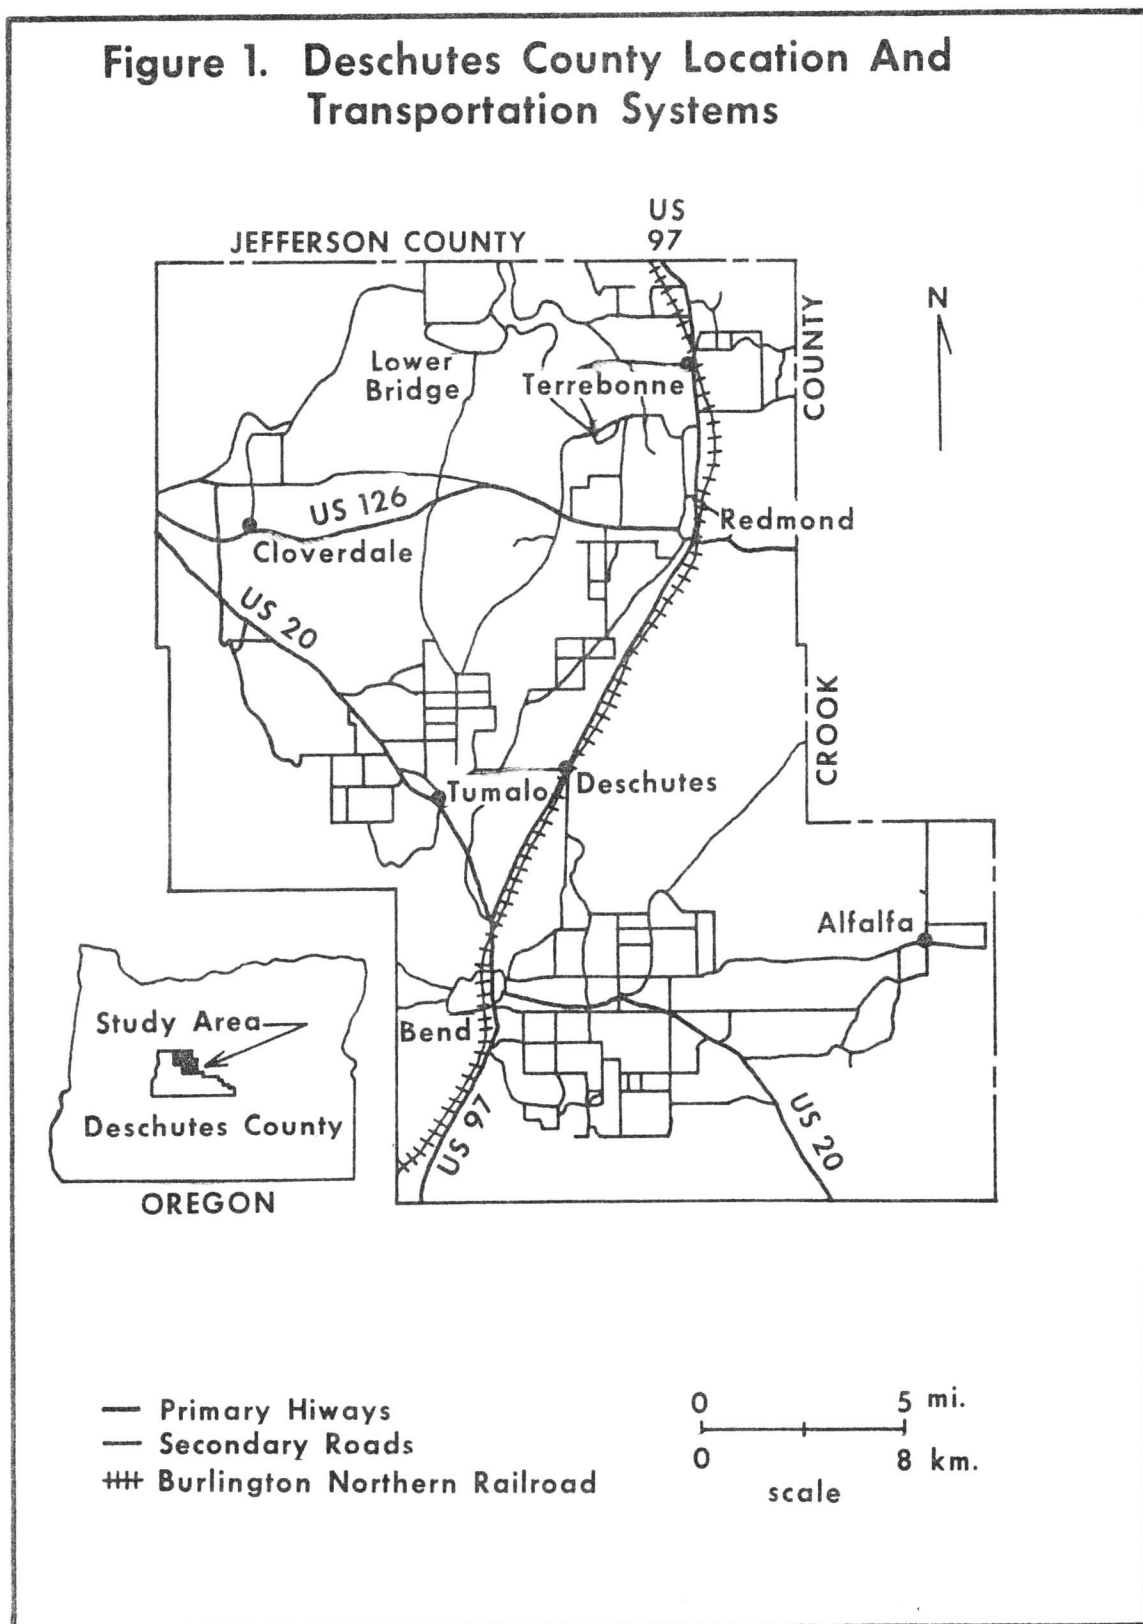 Figure 1. Deschutes County Location And
Transportation Systems
US
97
JEFFERSON COUNTY
N
COUNTY
Lower
Bridge
Terrebonne
US 126
Redmond
Cloverdale
US 20
CROOK
Tumalo
Deschutes
Alfalfa
Study Area
Bend
Deschutes County
US 97
US 20
OREGON
Primary Hiways
Secondary Roads
Burlington Northern Railroad
0 5 mi.
0 8 km.
scale